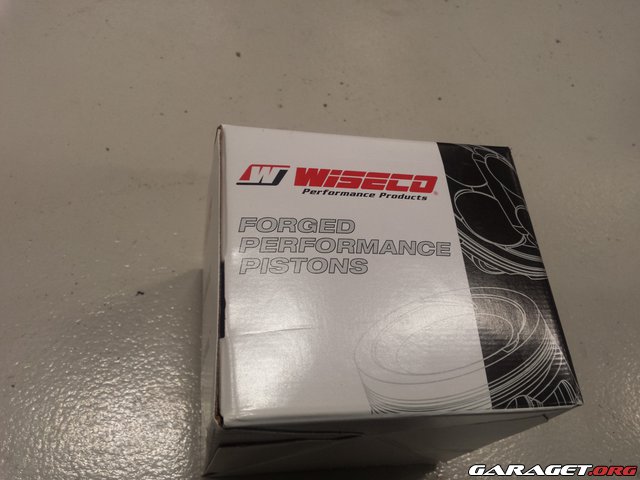 W WISECO
Performance Products
FORGED
PERFORMANCE
PISTONS
GARAGET.ORG